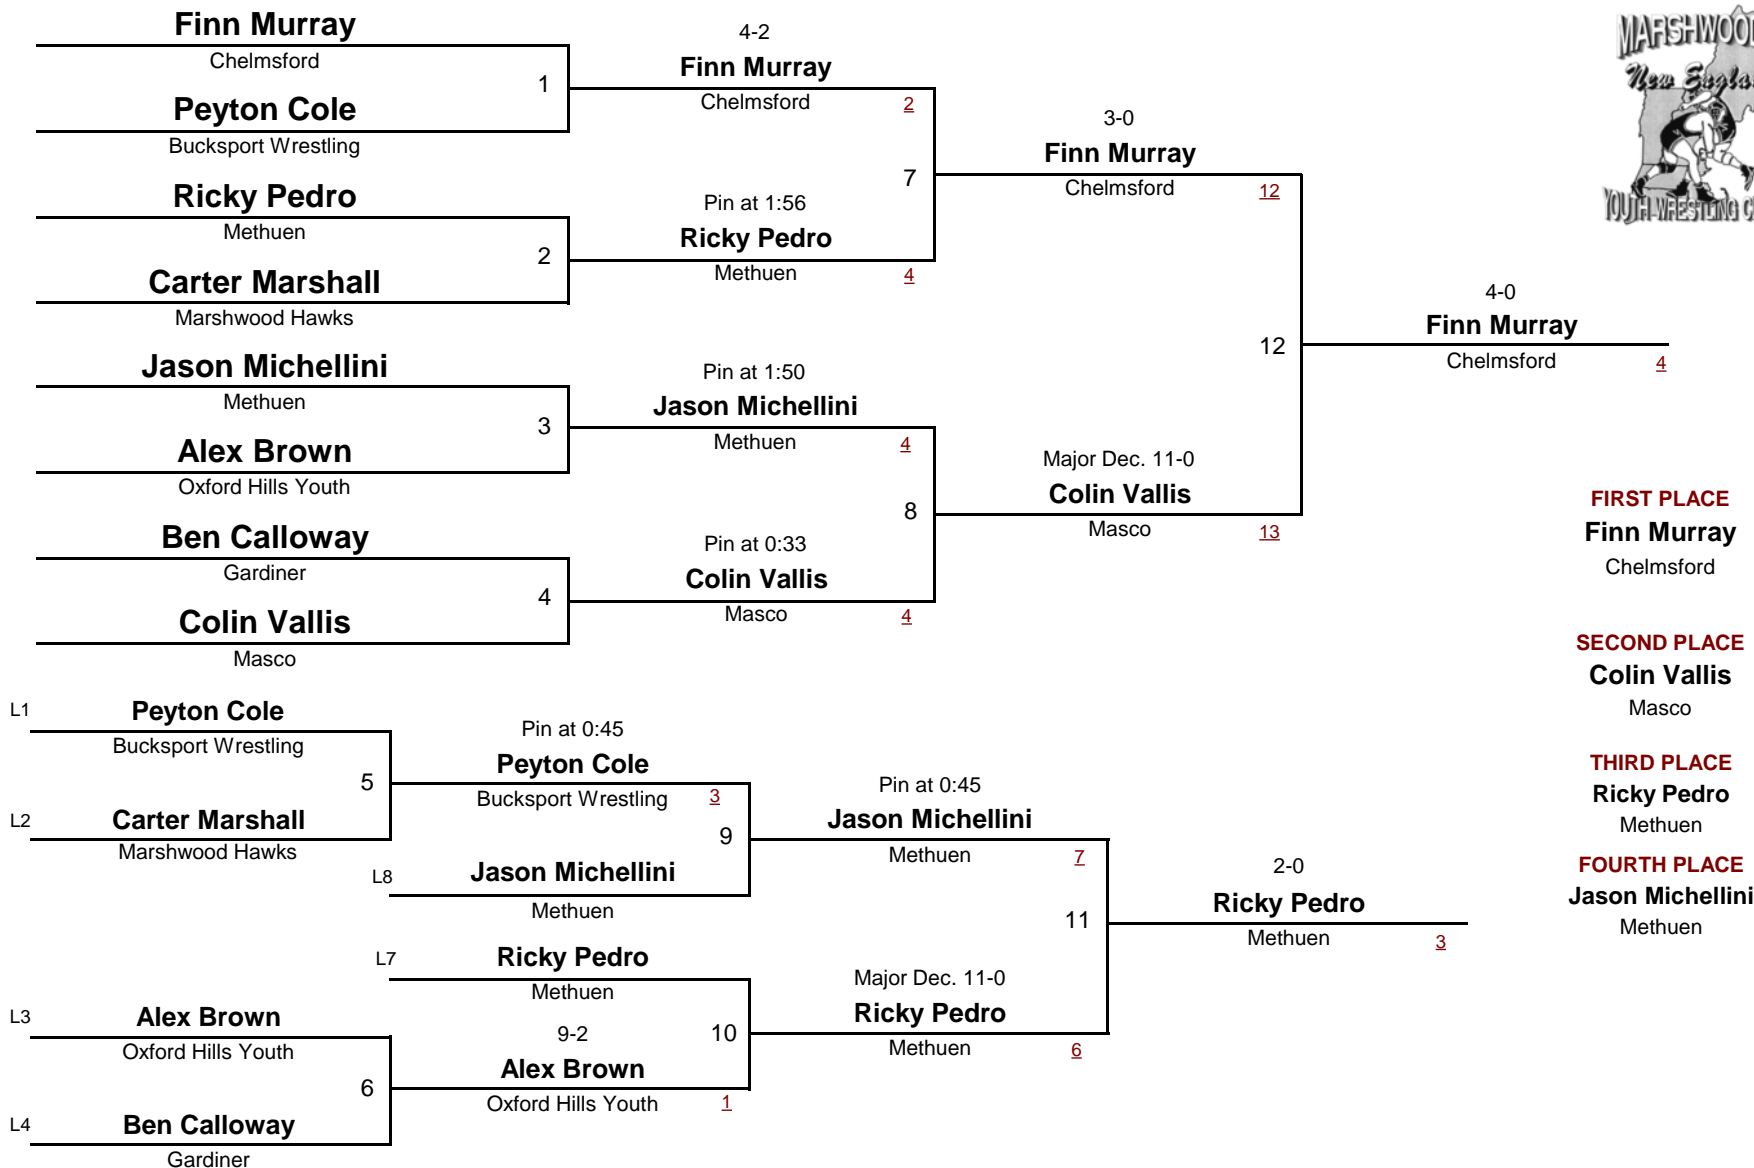 Finn Murray
Chelmsford
1
Peyton Cole
Bucksport Wrestling
Ricky Pedro
Methuen
2
Carter Marshall
Marshwood Hawks
Jason Michellini
Methuen
3
Alex Brown
Oxford Hills Youth
Ben Calloway
Gardiner
4
Colin Vallis
Masco
4-2
Finn Murray
Chelmsford 2
7
Pin at 1:56
Ricky Pedro
Methuen 4
Pin at 1:50
Jason Michellini
Methuen 4
8
Pin at 0:33
Colin Vallis
Masco 4
3-0
Finn Murray
Chelmsford 12
12
Major Dec. 11-0
Colin Vallis
Masco 13
4-0
Finn Murray
Chelmsford 4
MARSHWOOD
New Engla
YOUTH WRESTLING C
FIRST PLACE
Finn Murray
Chelmsford
SECOND PLACE
Colin Vallis
Masco
THIRD PLACE
Ricky Pedro
Methuen
FOURTH PLACE
Jason Michellini
Methuen
L1 Peyton Cole
Bucksport Wrestling
5
L2 Carter Marshall
Marshwood Hawks
Pin at 0:45
Peyton Cole
Bucksport Wrestling 3
9
L8 Jason Michellini
Methuen
L7 Ricky Pedro
Methuen
10
L3 Alex Brown
Oxford Hills Youth
6
L4 Ben Calloway
Gardiner
9-2
Alex Brown
Oxford Hills Youth 1
Pin at 0:45
Jason Michellini
Methuen 7
11
Major Dec. 11-0
Ricky Pedro
Methuen 6
2-0
Ricky Pedro
Methuen 3